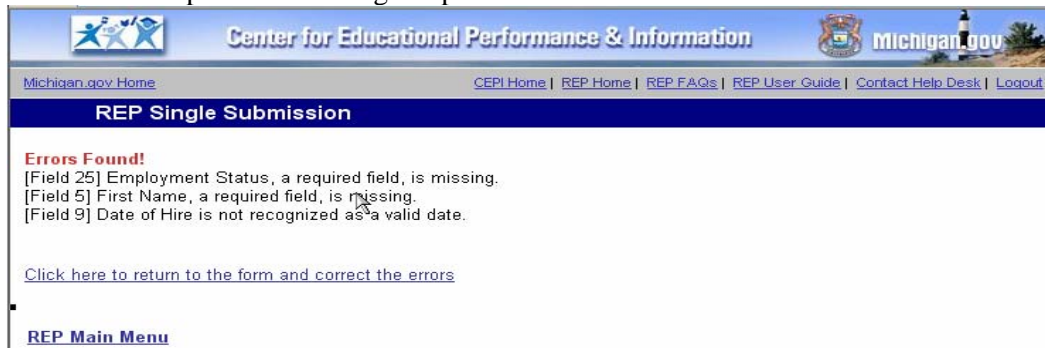 Center for Educational Performance & Information Michigan.gov
Michigan.gov Home CEPI Home | REP Home | REP FAQs | REP User Guide | Contact Help Desk | Logout
REP Single Submission
Errors Found!
[Field 25] Employment Status, a required field, is missing.
[Field 5] First Name, a required field, is missing.
[Field 9] Date of Hire is not recognized as a valid date.
Click here to return to the form and correct the errors
REP Main Menu